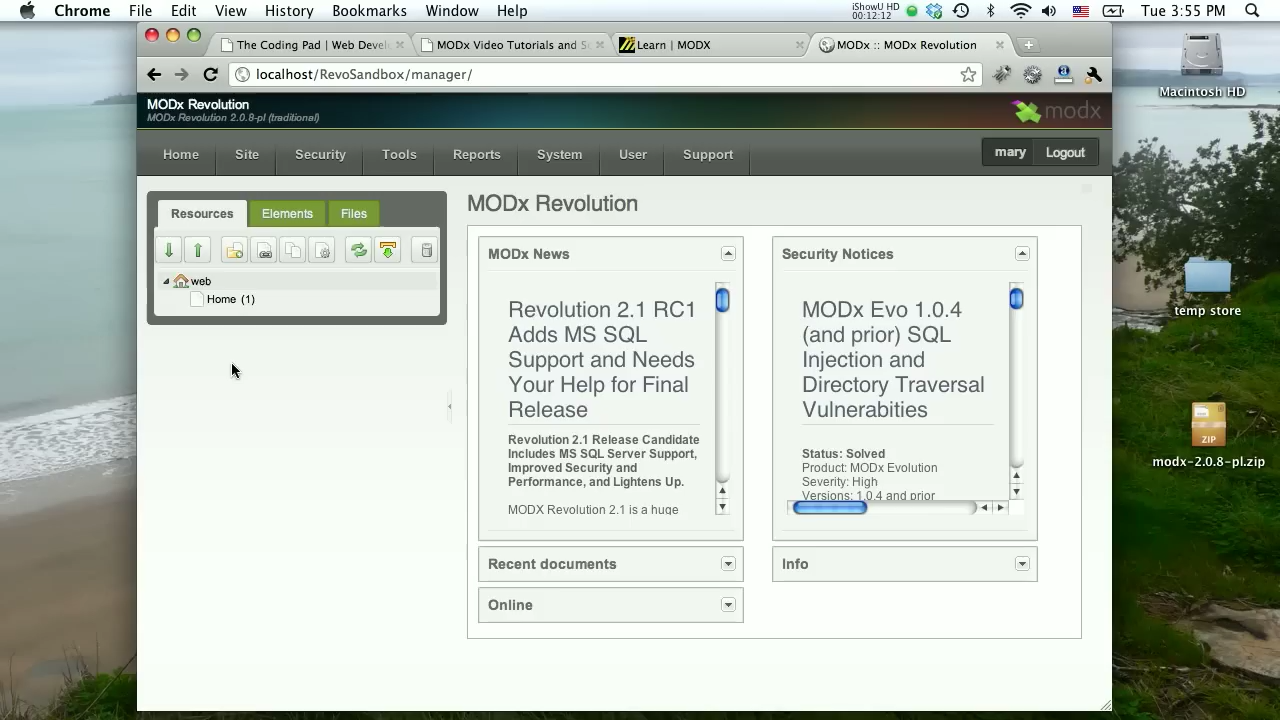 Chrome File Edit View History Bookmarks Window Help
iShowU HD
00:12:12
Tue 3:55 PM
The Coding Pad | Web Devel
MODx Video Tutorials and S
Learn | MODX
MODx :: MODx Revolution
localhost/RevoSandbox/manager/
MODx Revolution
MODx Revolution 2.0.8-pl (traditional)
modx
Home Site Security Tools Reports System User Support
mary Logout
Resources Elements Files
web
Home (1)
MODx Revolution
MODx News
Revolution 2.1 RC1
Adds MS SQL
Support and Needs
Your Help for Final
Release
Revolution 2.1 Release Candidate
Includes MS SQL Server Support,
Improved Security and
Performance, and Lightens Up.
MODX Revolution 2.1 is a huge
Security Notices
MODx Evo 1.0.4
(and prior) SQL
Injection and
Directory Traversal
Vulnerabities
Status: Solved
Product: MODx Evolution
Severity: High
Versions: 1.0.4 and prior
Recent documents
Info
Online
Macintosh HD
temp store
ZIP
modx-2.0.8-pl.zip